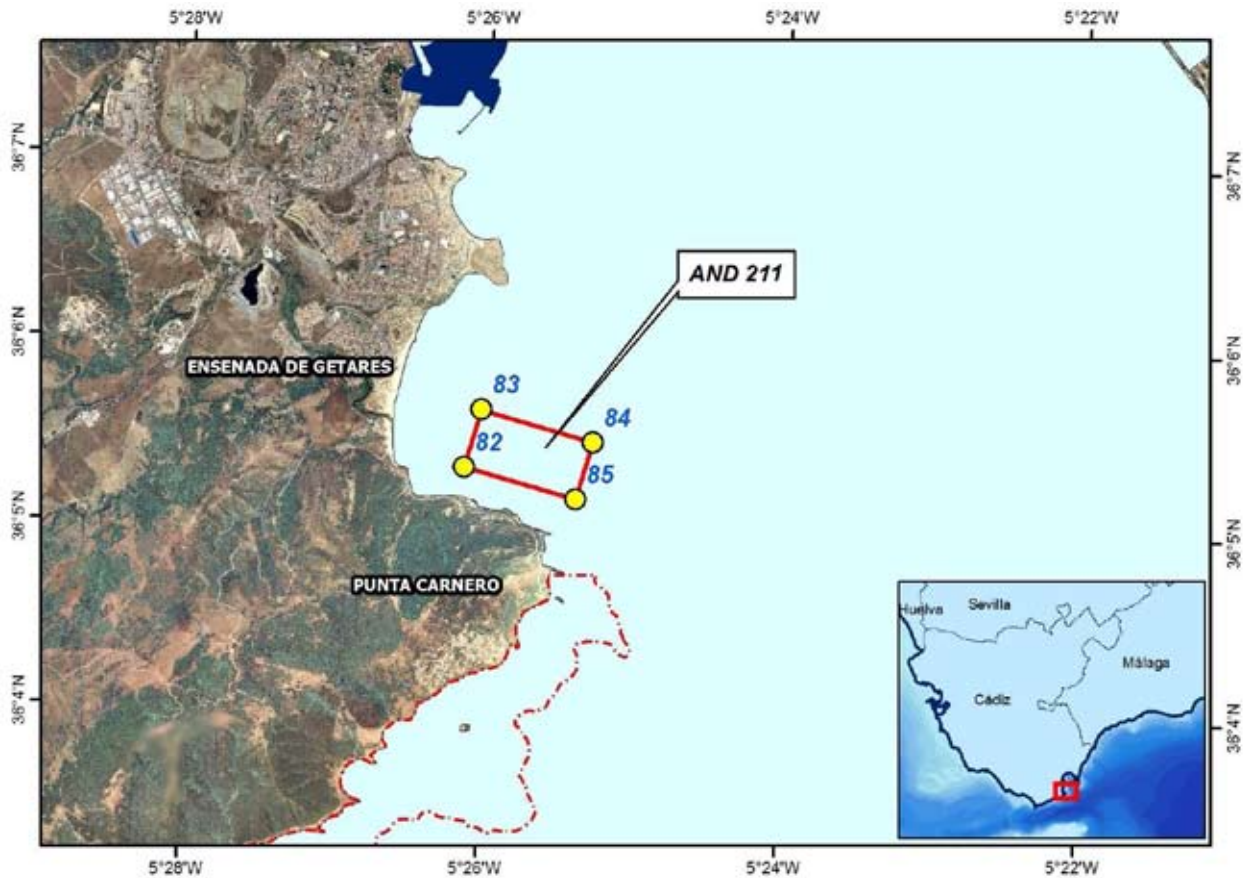 5°28'W
5°26'W
5°24'W
5°22'W
36°7'N
36°7'N
AND 211
36°6'N
36°6'N
ENSENADA DE GETARES
83
84
82
85
36°5'N
36°5'N
PUNTA CARNERO
Huelva
Sevilla
Málaga
Cádiz
36°4'N
36°4'N
5°28'W
5°26'W
5°24'W
5°22'W